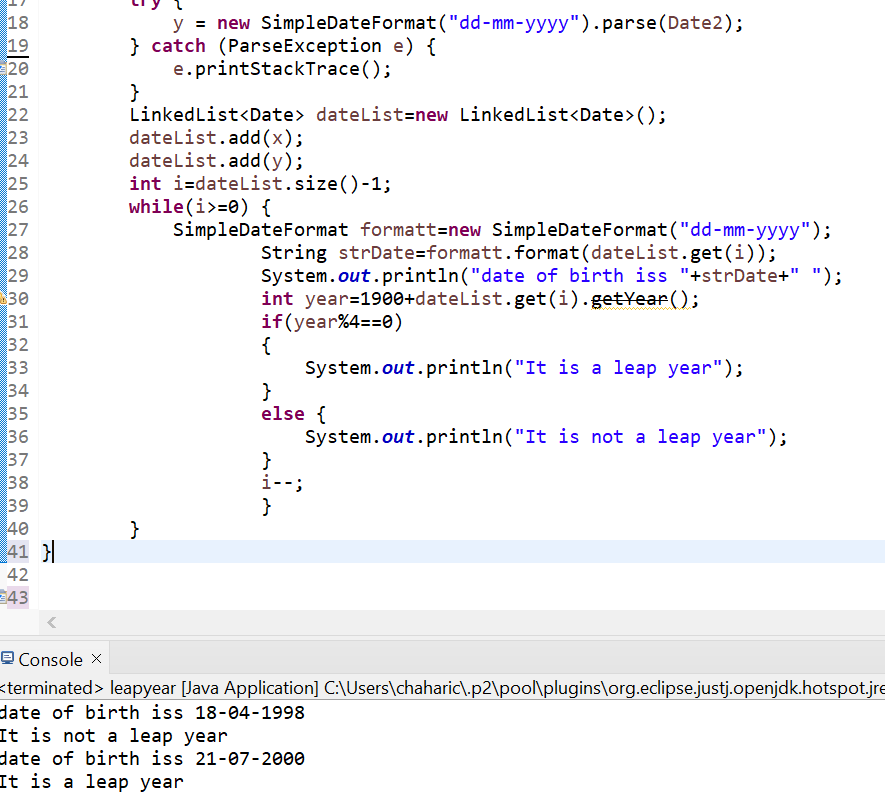 17 try {
18 y = new SimpleDateFormat("dd-mm-yyyy").parse(Date2);
19 } catch (ParseException e) {
20 e.printStackTrace();
21 }
22 LinkedList<Date> dateList=new LinkedList<Date>();
23 dateList.add(x);
24 dateList.add(y);
25 int i=dateList.size()-1;
26 while(i>=0) {
27 SimpleDateFormat formatt=new SimpleDateFormat("dd-mm-yyyy");
28 String strDate=formatt.format(dateList.get(i));
29 System.out.println("date of birth iss "+strDate+" ");
30 int year=1900+dateList.get(i).getYear();
31 if(year%4==0)
32 {
33 System.out.println("It is a leap year");
34 }
35 else {
36 System.out.println("It is not a leap year");
37 }
38 i--;
39 }
40 }
41 }
42
43
Console ×
<terminated> leapyear [Java Application] C:\Users\chaharic\.p2\pool\plugins\org.eclipse.justj.openjdk.hotspot.jre
date of birth iss 18-04-1998
It is not a leap year
date of birth iss 21-07-2000
It is a leap year